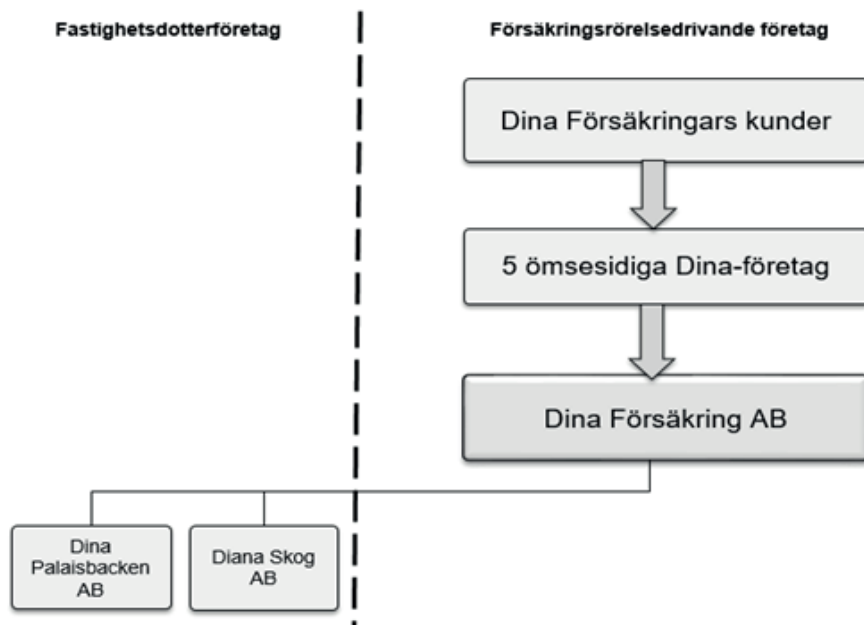 Fastighetsdotterföretag
Försäkringsrörelsedrivande företag
Dina Försäkringars kunder
5 ömsesidiga Dina-företag
Dina Försäkring AB
Dina
Palaisbacken
AB
Diana Skog
AB